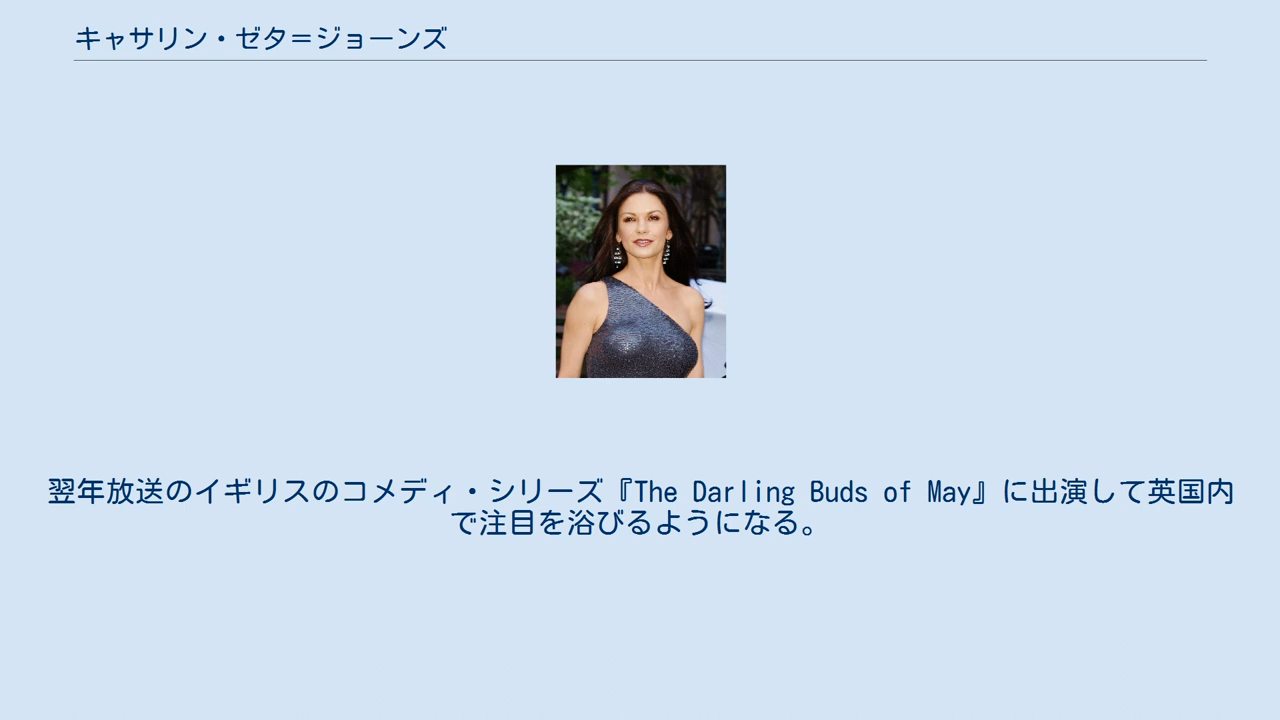 キャサリン・ゼタ＝ジョーンズ
翌年放送のイギリスのコメディ・シリーズ『The Darling Buds of May』に出演して英国内
で注目を浴びるようになる。